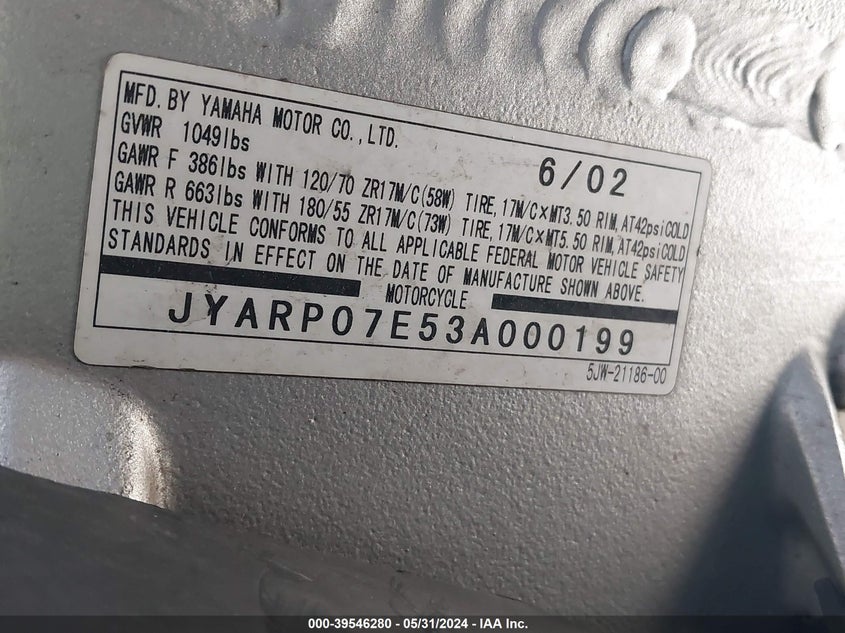 MFD. BY YAMAHA MOTOR CO., LTD.
GVWR 1049lbs
6/02
GAWR F 386lbs WITH 120/70 ZR17M/C(58W) TIRE, 17M/C×MT3.50 RIM, AT42psiCOLD
GAWR R 663lbs WITH 180/55 ZR17M/C(73W) TIRE, 17M/C×MT5.50 RIM, AT42psiCOLD
THIS VEHICLE CONFORMS TO ALL APPLICABLE FEDERAL MOTOR VEHICLE SAFETY
STANDARDS IN EFFECT ON THE DATE OF MANUFACTURE SHOWN ABOVE.
MOTORCYCLE
JYARP07E53A000199
5JW-21186-00
000-39546280 - 05/31/2024 - IAA Inc.